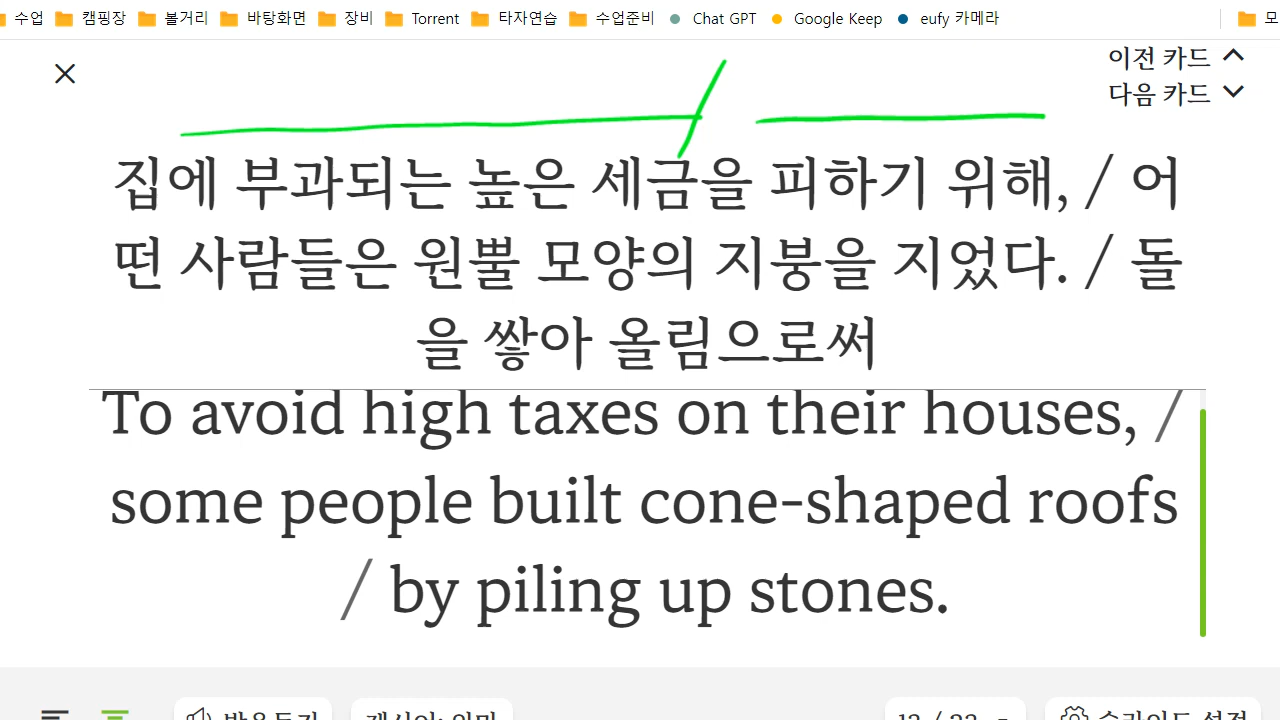 수업 캠핑장 볼거리 바탕화면 장비 Torrent 타자연습 수업준비 Chat GPT Google Keep eufy 카메라 모
이전 카드
다음 카드
집에 부과되는 높은 세금을 피하기 위해, / 어
떤 사람들은 원뿔 모양의 지붕을 지었다. / 돌
을 쌓아 올림으로써
To avoid high taxes on their houses, /
some people built cone-shaped roofs
/ by piling up stones.